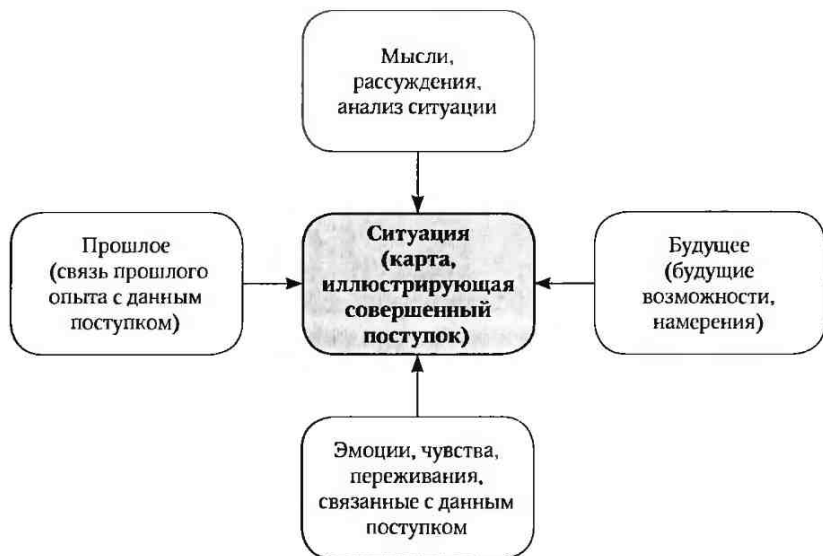 Мысли,
рассуждения,
анализ ситуации
Прошлое
(связь прошлого
опыта с данным
поступком)
Ситуация
(карта,
иллюстрирующая
совершенный
поступок)
Будущее
(будущие
возможности,
намерения)
Эмоции, чувства,
переживания,
связанные с данным
поступком